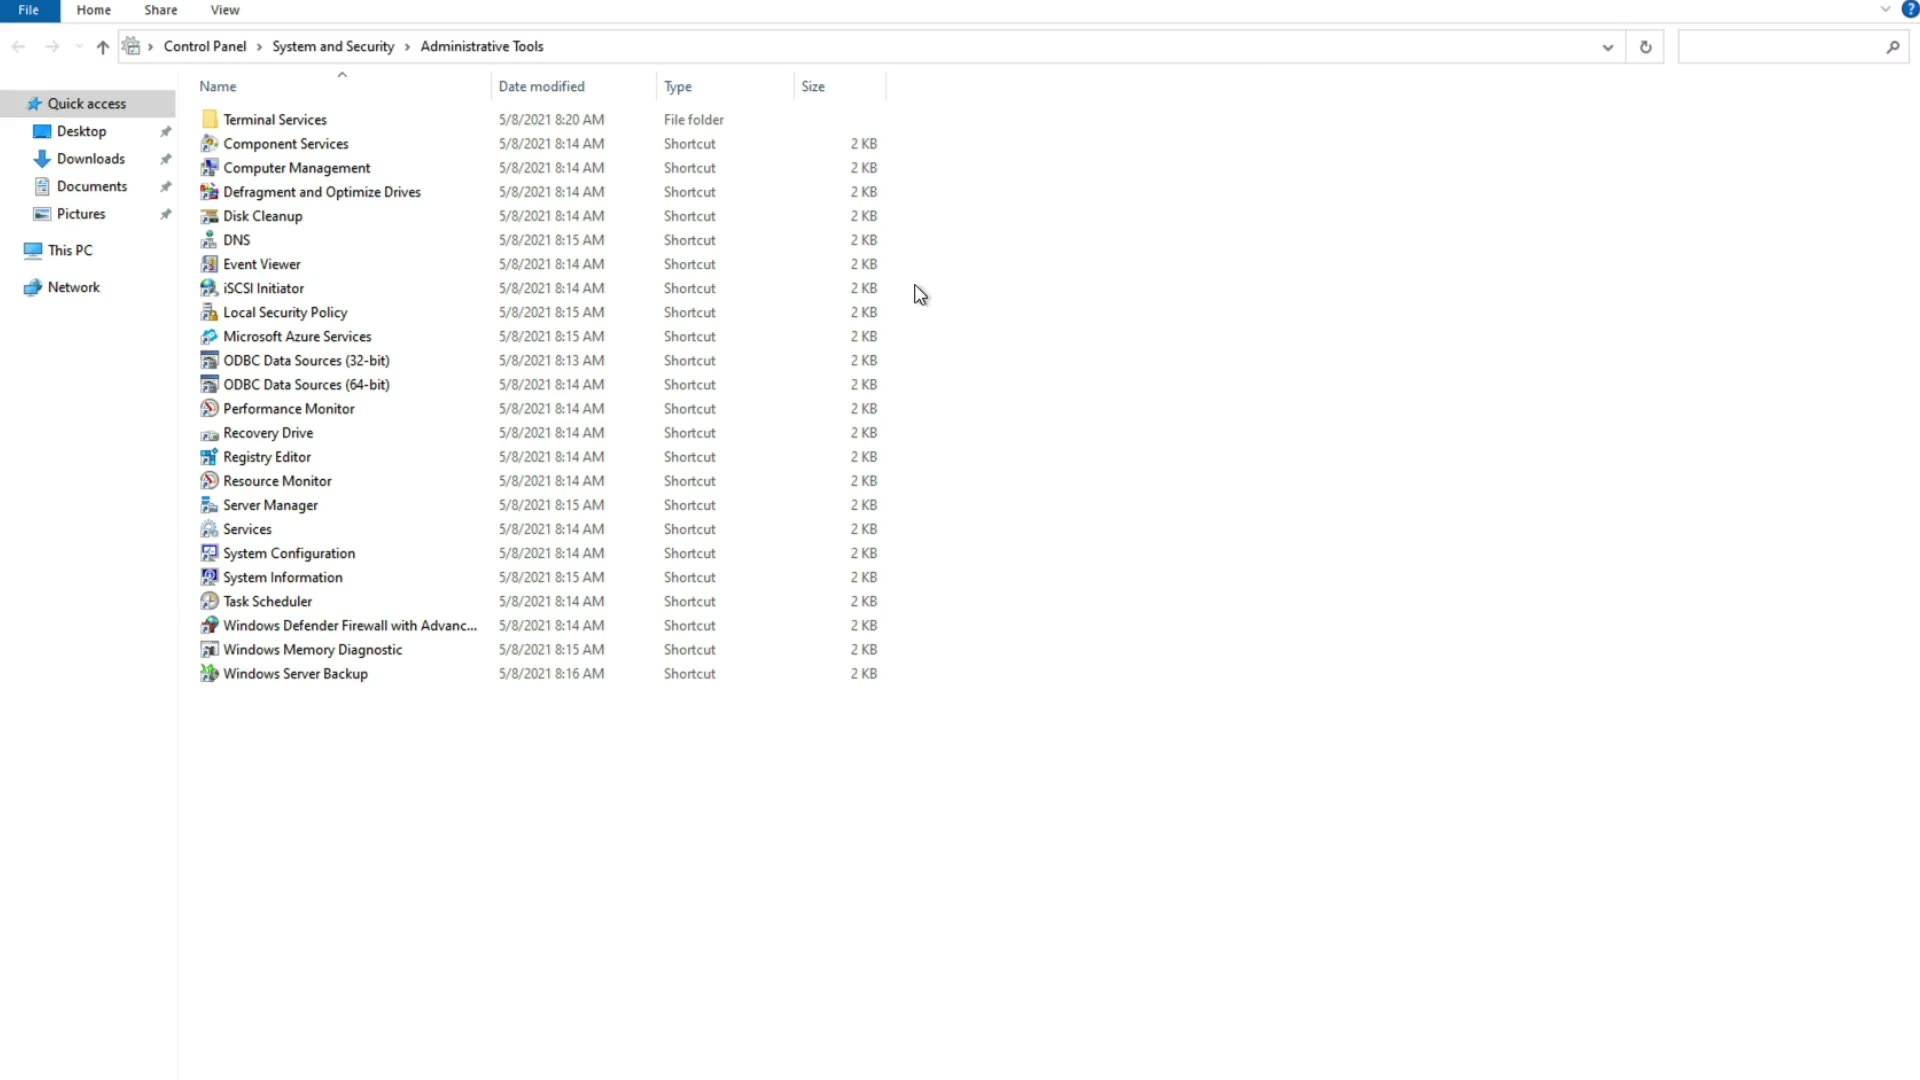 File Home Share View
Control Panel System and Security Administrative Tools
Name Date modified Type Size
Quick access
Desktop
Downloads
Documents
Pictures
This PC
Network
Terminal Services 5/8/2021 8:20 AM File folder
Component Services 5/8/2021 8:14 AM Shortcut 2 KB
Computer Management 5/8/2021 8:14 AM Shortcut 2 KB
Defragment and Optimize Drives 5/8/2021 8:14 AM Shortcut 2 KB
Disk Cleanup 5/8/2021 8:14 AM Shortcut 2 KB
DNS 5/8/2021 8:15 AM Shortcut 2 KB
Event Viewer 5/8/2021 8:14 AM Shortcut 2 KB
iSCSI Initiator 5/8/2021 8:14 AM Shortcut 2 KB
Local Security Policy 5/8/2021 8:15 AM Shortcut 2 KB
Microsoft Azure Services 5/8/2021 8:15 AM Shortcut 2 KB
ODBC Data Sources (32-bit) 5/8/2021 8:13 AM Shortcut 2 KB
ODBC Data Sources (64-bit) 5/8/2021 8:14 AM Shortcut 2 KB
Performance Monitor 5/8/2021 8:14 AM Shortcut 2 KB
Recovery Drive 5/8/2021 8:14 AM Shortcut 2 KB
Registry Editor 5/8/2021 8:14 AM Shortcut 2 KB
Resource Monitor 5/8/2021 8:14 AM Shortcut 2 KB
Server Manager 5/8/2021 8:15 AM Shortcut 2 KB
Services 5/8/2021 8:14 AM Shortcut 2 KB
System Configuration 5/8/2021 8:14 AM Shortcut 2 KB
System Information 5/8/2021 8:15 AM Shortcut 2 KB
Task Scheduler 5/8/2021 8:14 AM Shortcut 2 KB
Windows Defender Firewall with Advanc... 5/8/2021 8:14 AM Shortcut 2 KB
Windows Memory Diagnostic 5/8/2021 8:15 AM Shortcut 2 KB
Windows Server Backup 5/8/2021 8:16 AM Shortcut 2 KB